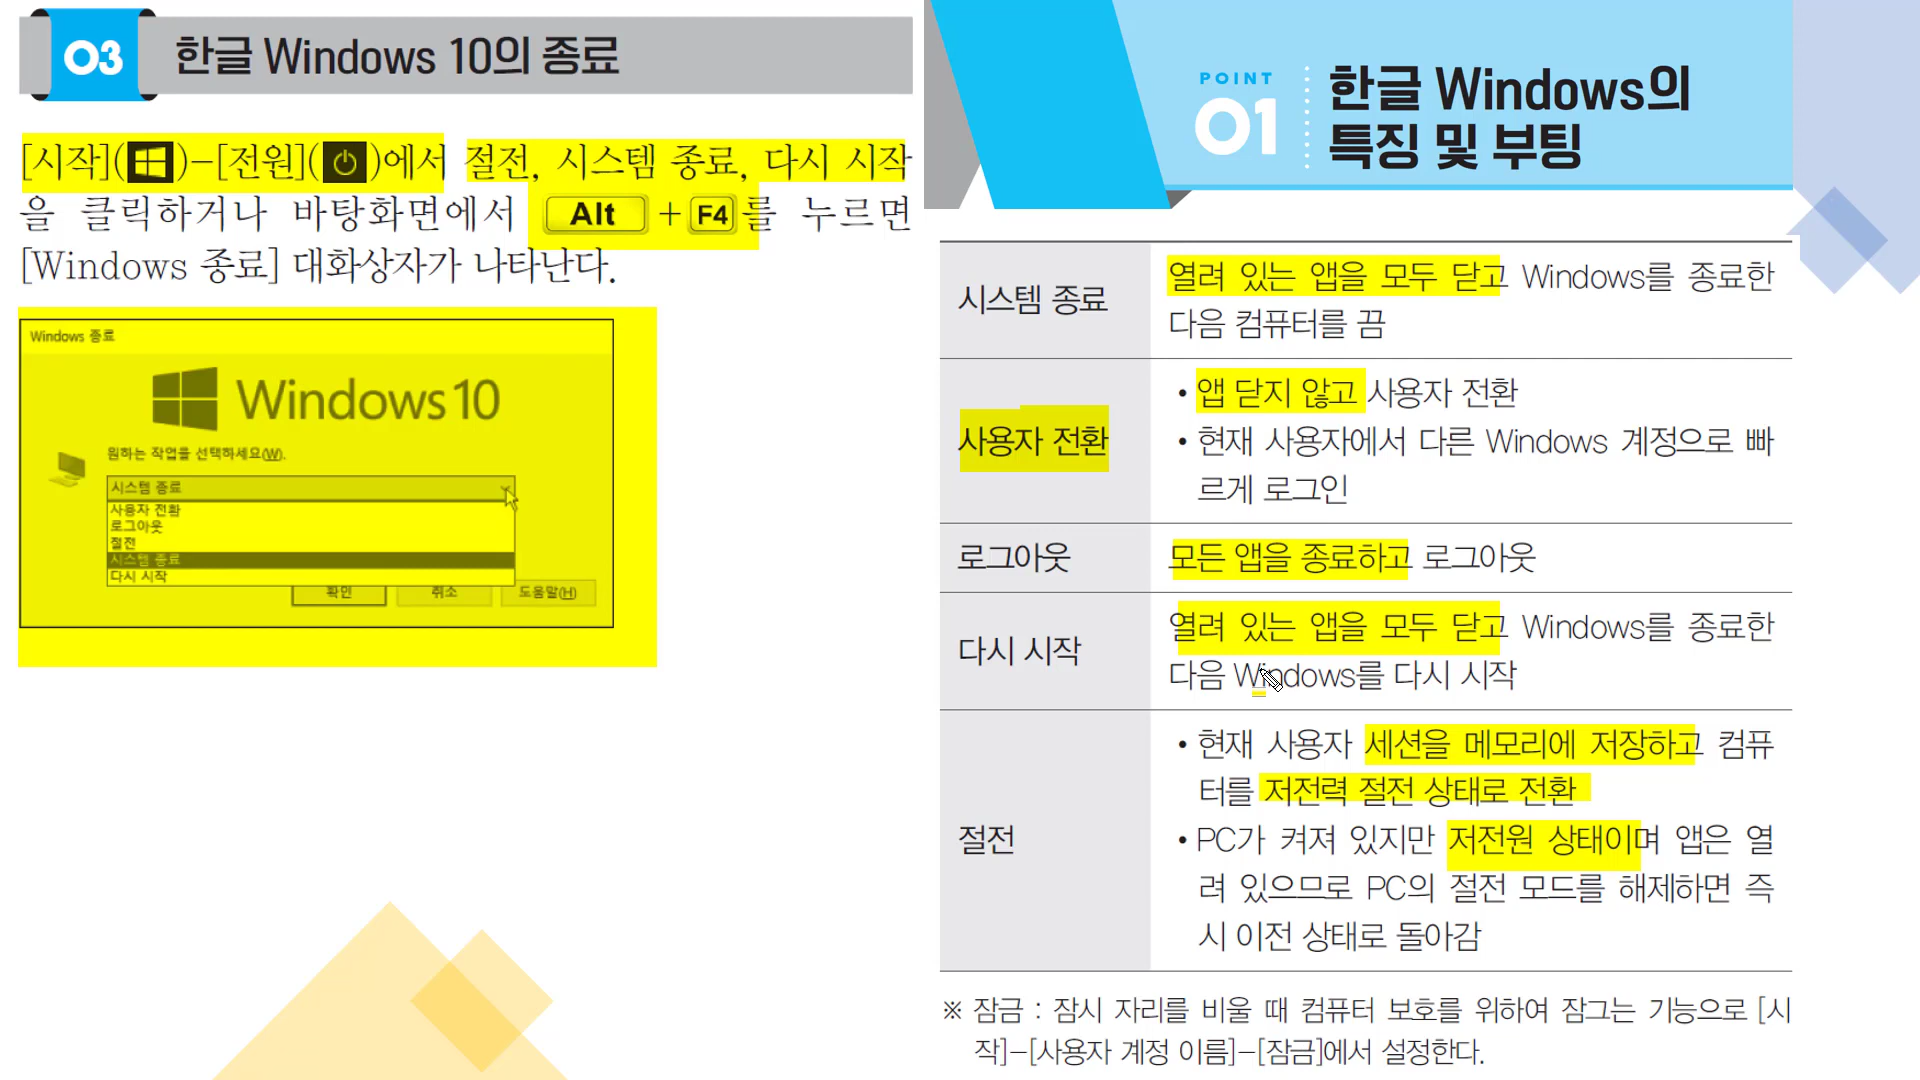 03 한글 Windows 10의 종료
[시작]()-[전원]()에서 절전, 시스템 종료, 다시 시작
을 클릭하거나 바탕화면에서 Alt + F4 를 누르면
[Windows 종료] 대화상자가 나타난다.
Windows 종료
Windows 10
원하는 작업을 선택하세요(W).
시스템 종료
사용자 전환
로그아웃
절전
시스템 종료
다시 시작
확인 취소 도움말(H)
POINT
01
한글 Windows의
특징 및 부팅
시스템 종료
열려 있는 앱을 모두 닫고 Windows를 종료한
다음 컴퓨터를 끔
사용자 전환
• 앱 닫지 않고 사용자 전환
• 현재 사용자에서 다른 Windows 계정으로 빠
르게 로그인
로그아웃
모든 앱을 종료하고 로그아웃
다시 시작
열려 있는 앱을 모두 닫고 Windows를 종료한
다음 Windows를 다시 시작
절전
• 현재 사용자 세션을 메모리에 저장하고 컴퓨
터를 저전력 절전 상태로 전환
• PC가 켜져 있지만 저전원 상태이며 앱은 열
려 있으므로 PC의 절전 모드를 해제하면 즉
시 이전 상태로 돌아감
※ 잠금 : 잠시 자리를 비울 때 컴퓨터 보호를 위하여 잠그는 기능으로 [시
작]-[사용자 계정 이름]-[잠금]에서 설정한다.